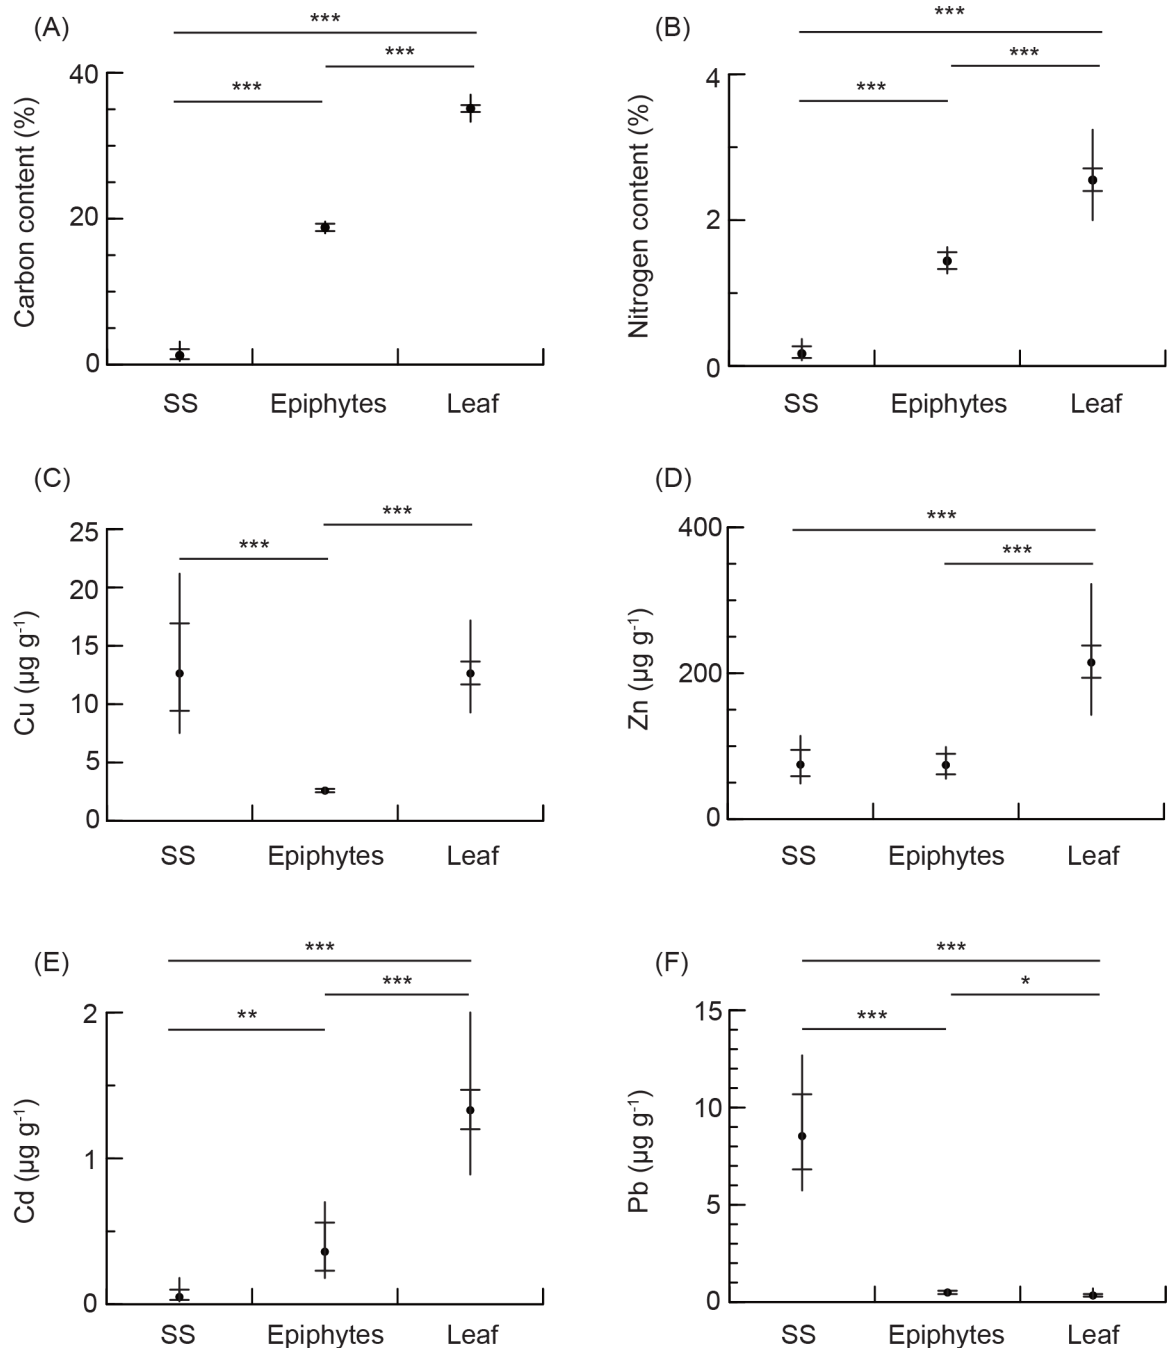 (A)
***
***
***
Carbon content (%)
40
20
0
SS Epiphytes Leaf
(B)
***
***
***
Nitrogen content (%)
4
2
0
SS Epiphytes Leaf
(C)
***
***
Cu (µg g⁻¹)
25
20
15
10
5
0
SS Epiphytes Leaf
(D)
***
***
Zn (µg g⁻¹)
400
200
0
SS Epiphytes Leaf
(E)
***
***
**
Cd (µg g⁻¹)
2
1
0
SS Epiphytes Leaf
(F)
***
*
***
Pb (µg g⁻¹)
15
10
5
0
SS Epiphytes Leaf